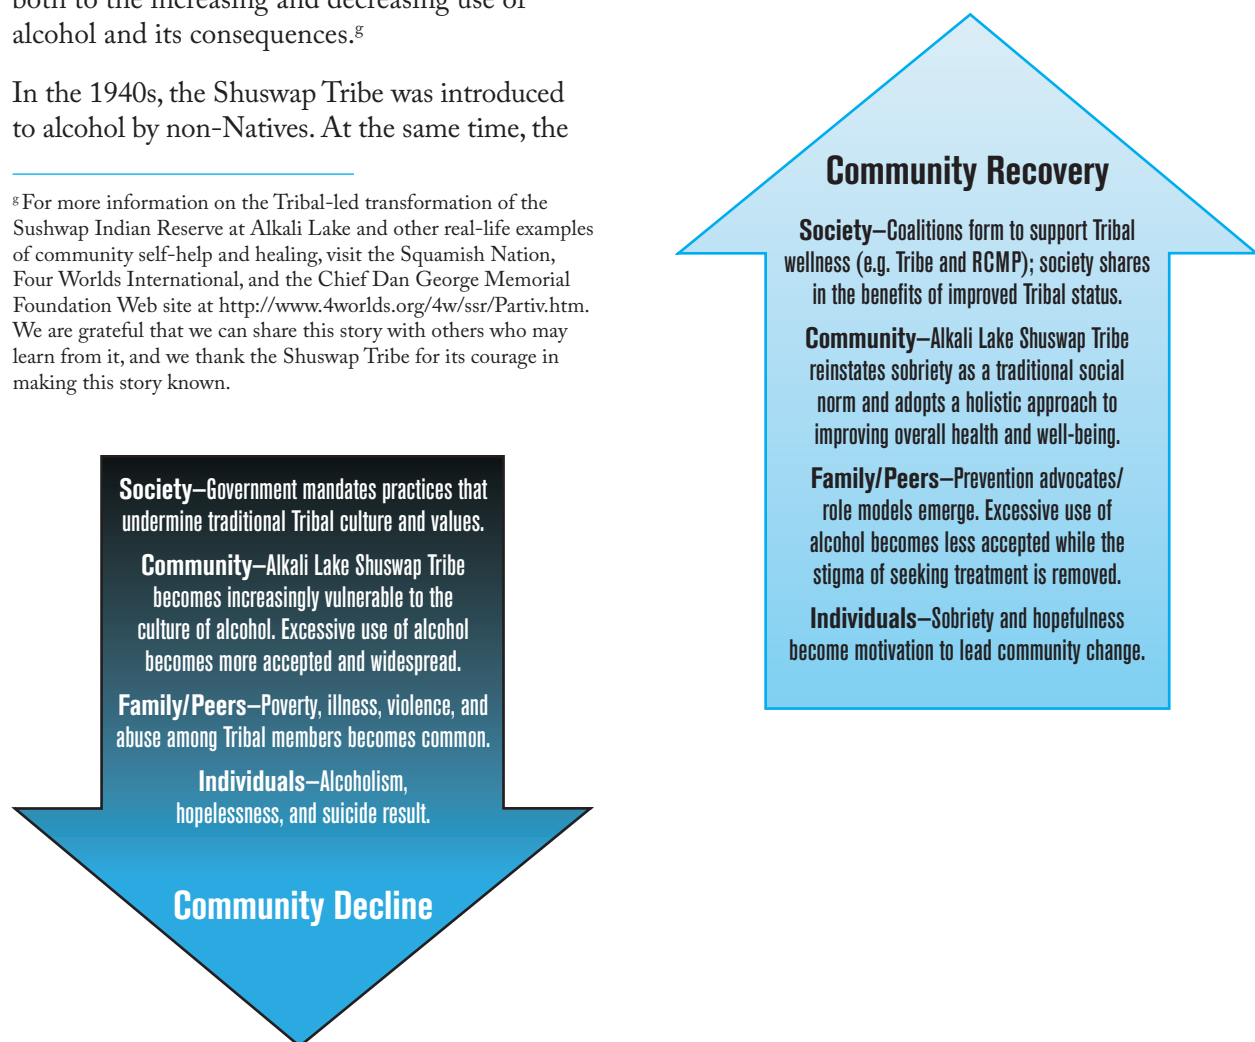 both to the increasing and decreasing use of
alcohol and its consequences.g
In the 1940s, the Shuswap Tribe was introduced
to alcohol by non-Natives. At the same time, the
g For more information on the Tribal-led transformation of the
Sushwap Indian Reserve at Alkali Lake and other real-life examples
of community self-help and healing, visit the Squamish Nation,
Four Worlds International, and the Chief Dan George Memorial
Foundation Web site at http://www.4worlds.org/4w/ssr/Partiv.htm.
We are grateful that we can share this story with others who may
learn from it, and we thank the Shuswap Tribe for its courage in
making this story known.
Society–Government mandates practices that
undermine traditional Tribal culture and values.
Community–Alkali Lake Shuswap Tribe
becomes increasingly vulnerable to the
culture of alcohol. Excessive use of alcohol
becomes more accepted and widespread.
Family/Peers–Poverty, illness, violence, and
abuse among Tribal members becomes common.
Individuals–Alcoholism,
hopelessness, and suicide result.
Community Decline
Community Recovery
Society–Coalitions form to support Tribal
wellness (e.g. Tribe and RCMP); society shares
in the benefits of improved Tribal status.
Community–Alkali Lake Shuswap Tribe
reinstates sobriety as a traditional social
norm and adopts a holistic approach to
improving overall health and well-being.
Family/Peers–Prevention advocates/
role models emerge. Excessive use of
alcohol becomes less accepted while the
stigma of seeking treatment is removed.
Individuals–Sobriety and hopefulness
become motivation to lead community change.